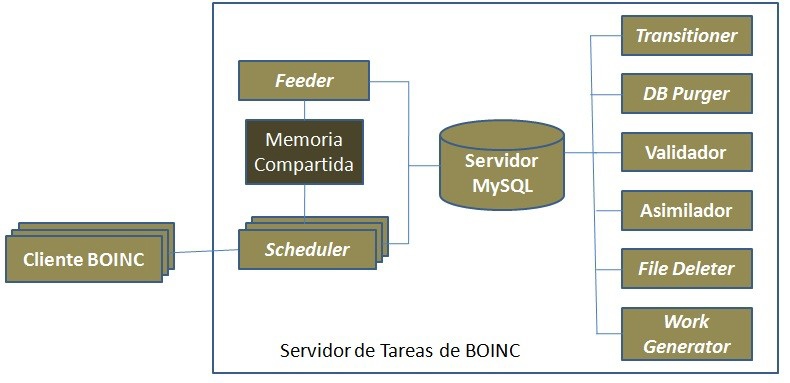 Feeder
Memoria
Compartida
Cliente BOINC
Scheduler
Servidor
MySQL
Transitioner
DB Purger
Validador
Asimilador
File Deleter
Work
Generator
Servidor de Tareas de BOINC